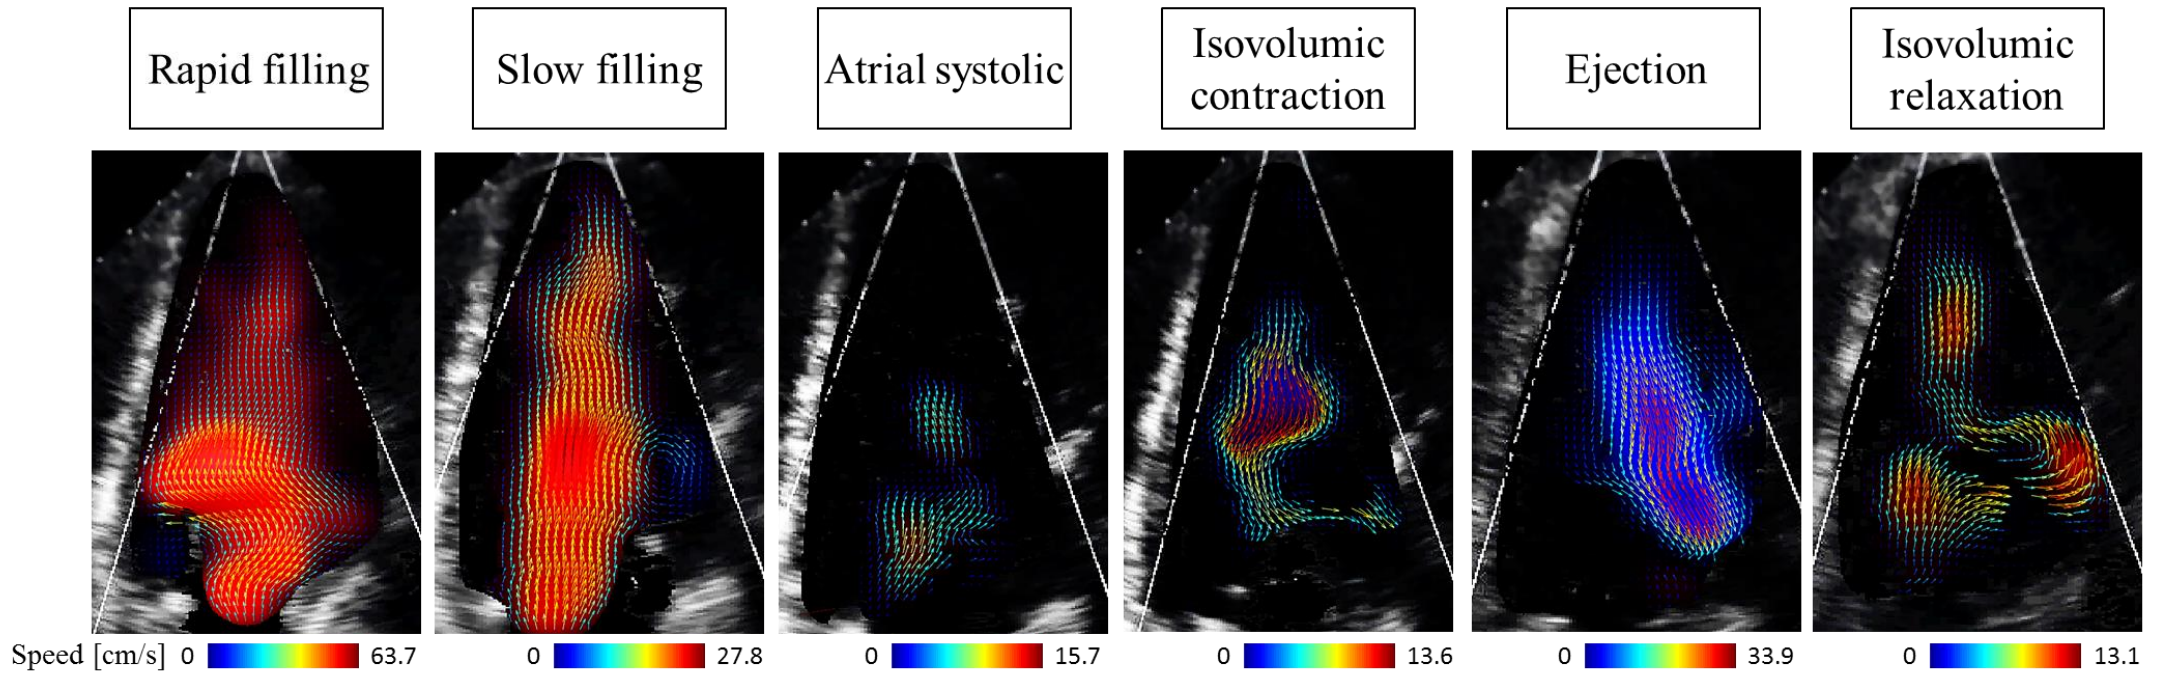 Rapid filling
Slow filling
Atrial systolic
Isovolumic
contraction
Ejection
Isovolumic
relaxation
Speed [cm/s] 0 63.7
0 27.8
0 15.7
0 13.6
0 33.9
0 13.1